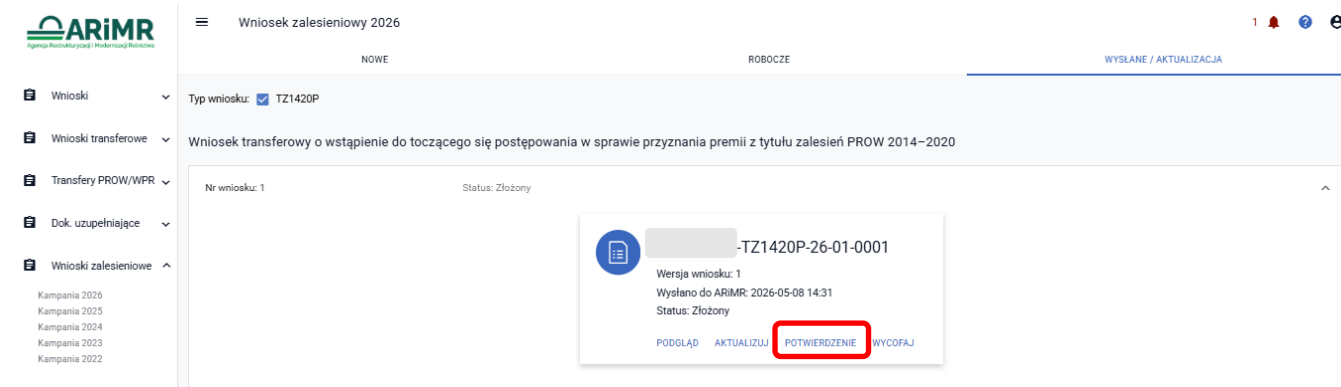 ARiMR
Agencja Restrukturyzacji i Modernizacji Rolnictwa
Wniosek zalesieniowy 2026
1
NOWE
ROBOCZE
WYSŁANE / AKTUALIZACJA
Wnioski
Wnioski transferowe
Transfery PROW/WPR
Dok. uzupełniające
Wnioski zalesieniowe
Kampania 2026
Kampania 2025
Kampania 2024
Kampania 2023
Kampania 2022
Typ wniosku: TZ1420P
Wniosek transferowy o wstąpienie do toczącego się postępowania w sprawie przyznania premii z tytułu zalesień PROW 2014–2020
Nr wniosku: 1 Status: Złożony
-TZ1420P-26-01-0001
Wersja wniosku: 1
Wysłano do ARiMR: 2026-05-08 14:31
Status: Złożony
PODGLĄD AKTUALIZUJ POTWIERDZENIE WYCOFAJ